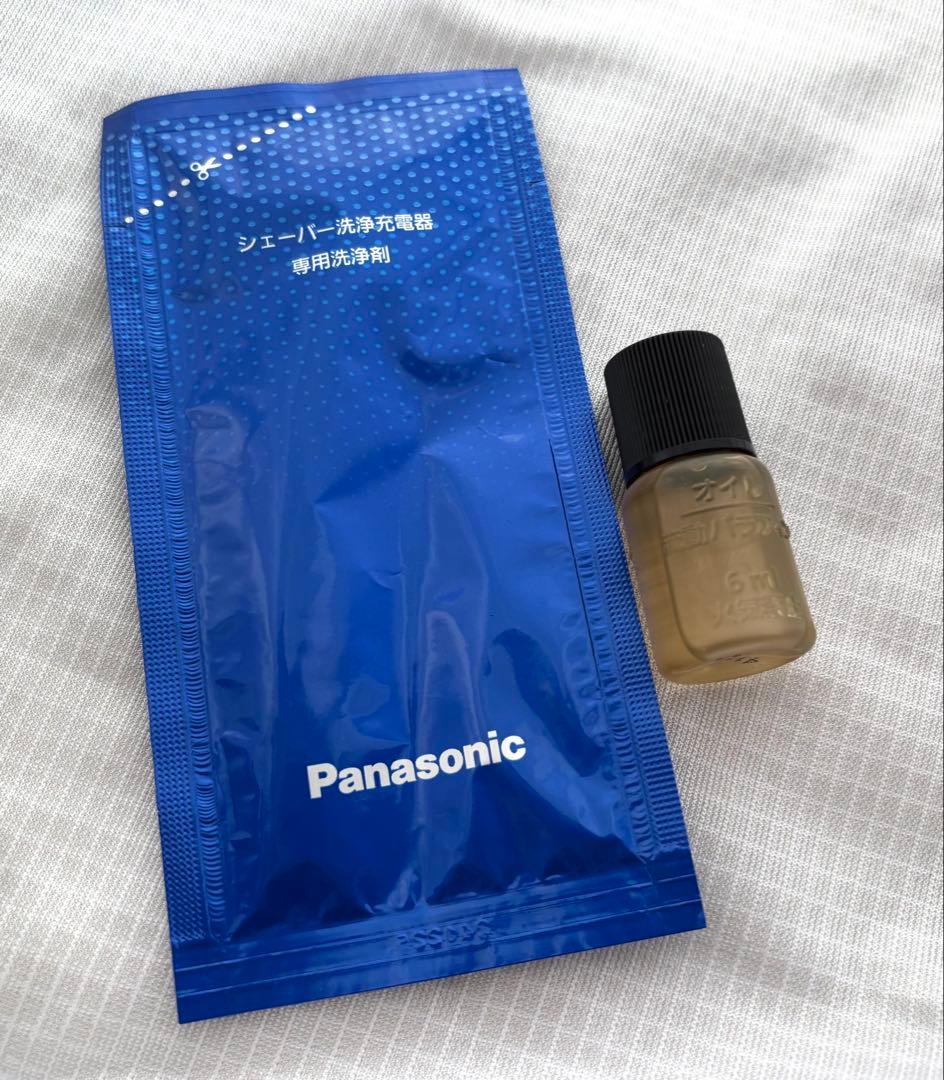 シェーバー洗浄充電器
専用洗浄剤
Panasonic
オイル
6 ml